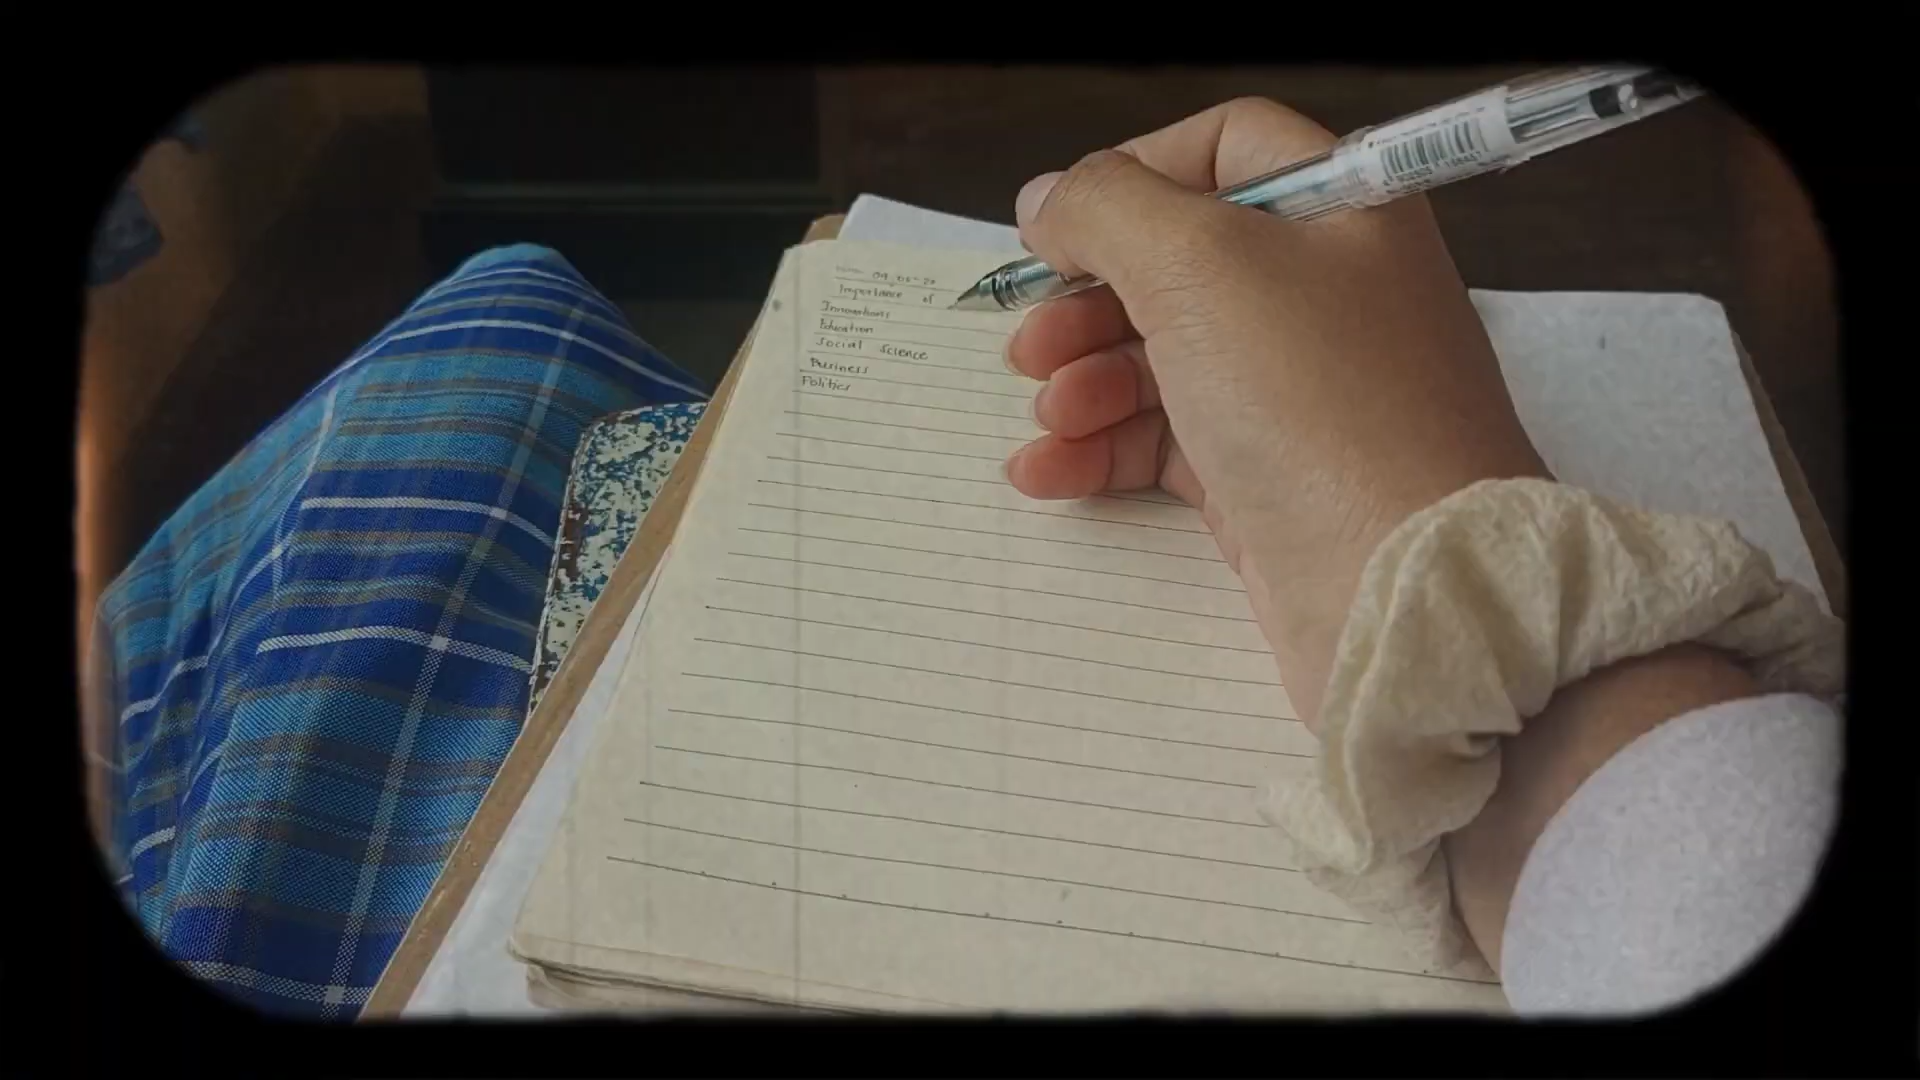 Importance of
Innovations
Education
Social Science
Business
Politics